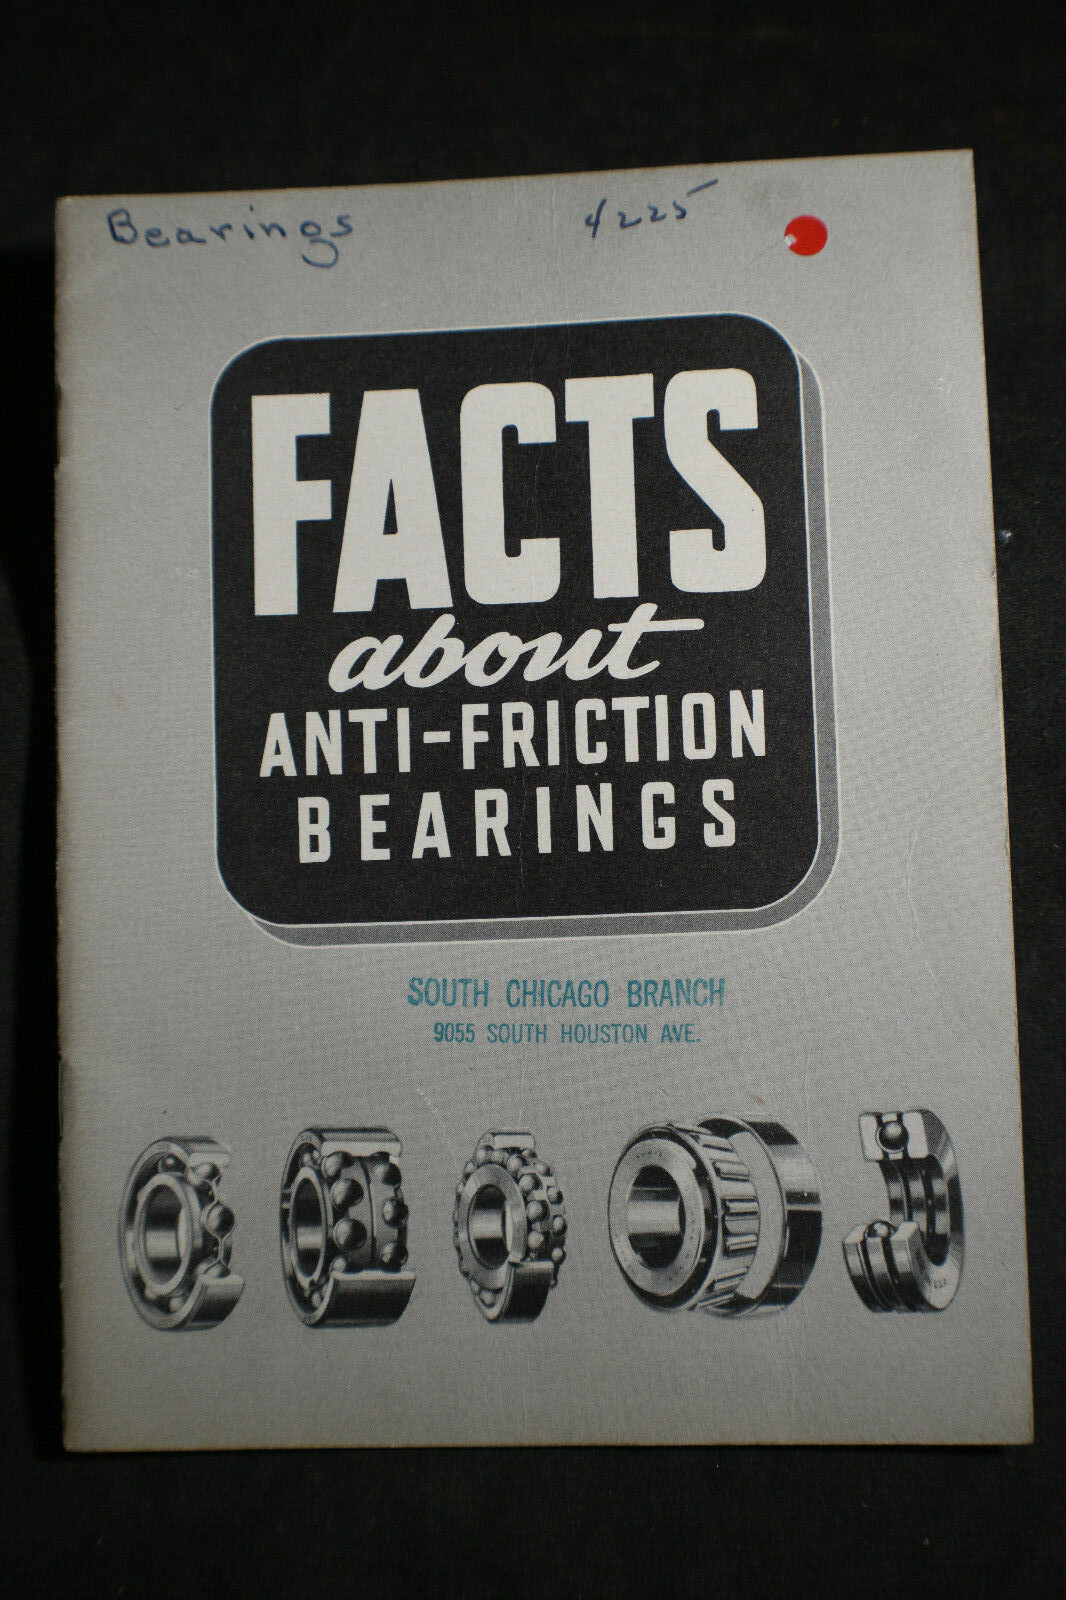 Bearings 4225
FACTS
about
ANTI-FRICTION
BEARINGS
SOUTH CHICAGO BRANCH
9055 SOUTH HOUSTON AVE.